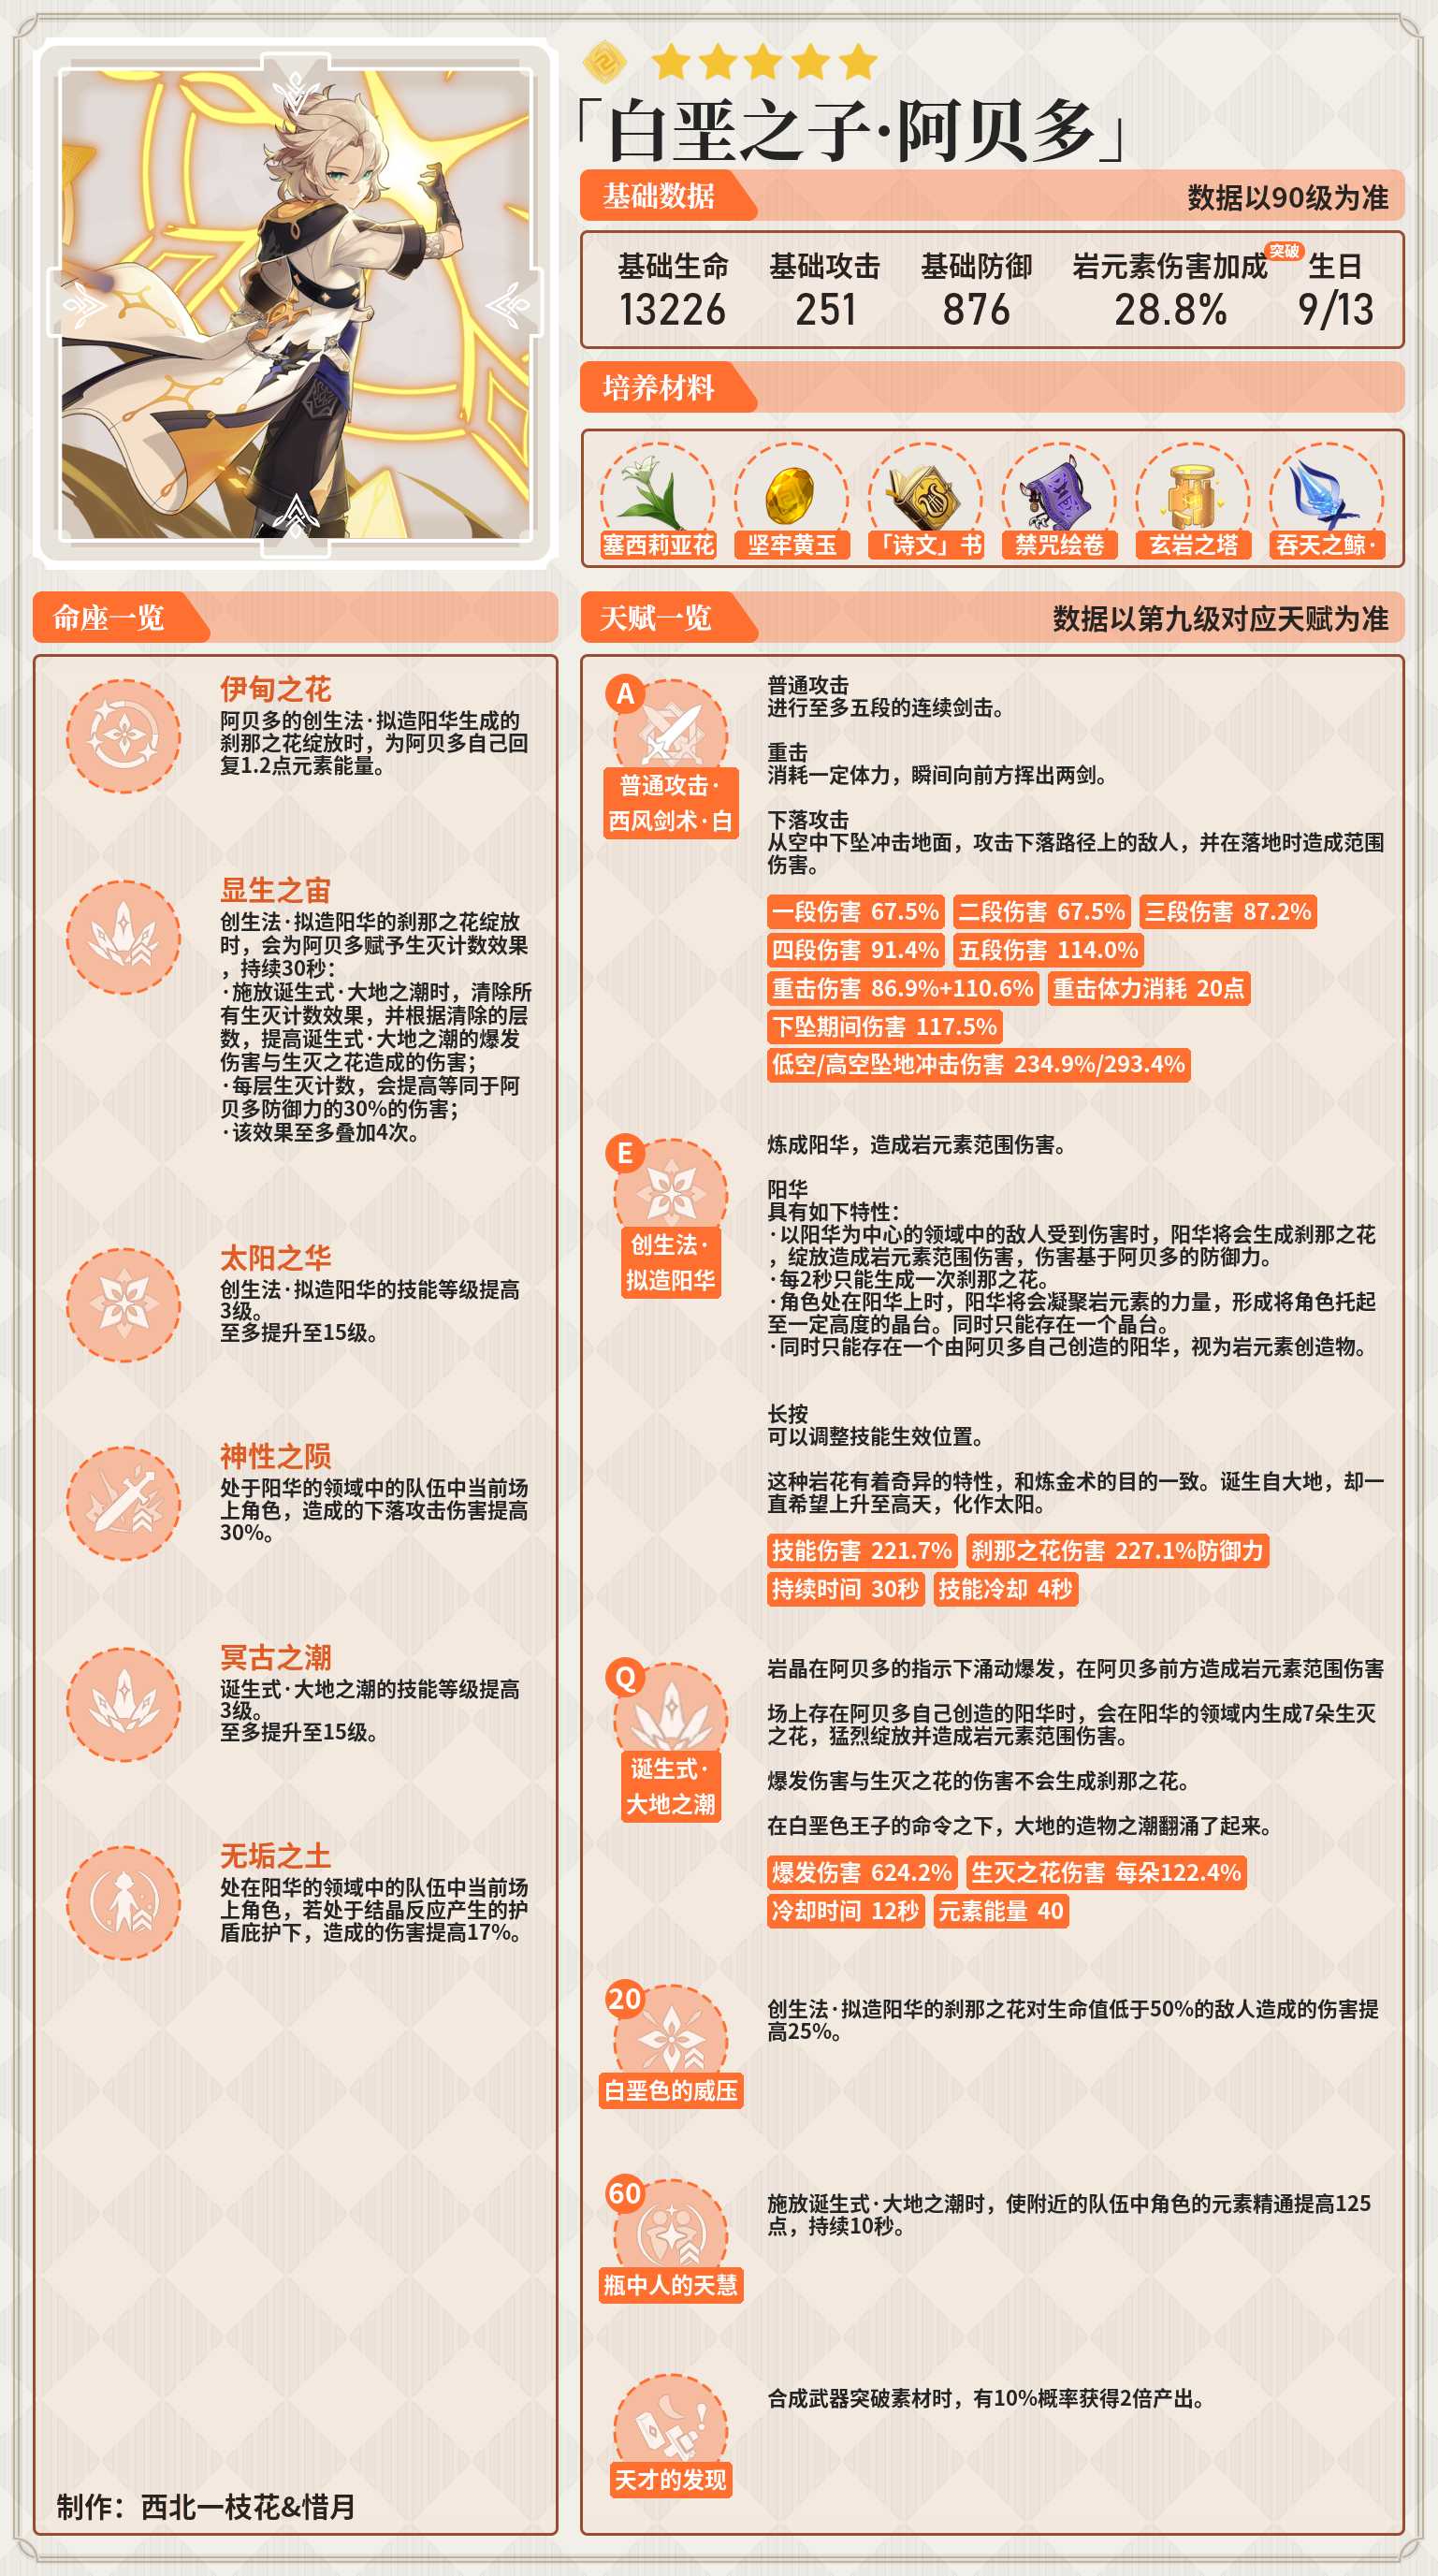 「白垩之子·阿贝多」
基础数据
数据以90级为准
基础生命
13226
基础攻击
251
基础防御
876
岩元素伤害加成
突破
28.8%
生日
9/13
培养材料
塞西莉亚花
坚牢黄玉
「诗文」书
禁咒绘卷
玄岩之塔
吞天之鲸·
命座一览
伊甸之花
阿贝多的创生法·拟造阳华生成的
刹那之花绽放时，为阿贝多自己回
复1.2点元素能量。
显生之宙
创生法·拟造阳华的刹那之花绽放
时，会为阿贝多赋予生灭计数效果
，持续30秒：
·施放诞生式·大地之潮时，清除所
有生灭计数效果，并根据清除的层
数，提高诞生式·大地之潮的爆发
伤害与生灭之花造成的伤害；
·每层生灭计数，会提高等同于阿
贝多防御力的30%的伤害；
·该效果至多叠加4次。
太阳之华
创生法·拟造阳华的技能等级提高
3级。
至多提升至15级。
神性之陨
处于阳华的领域中的队伍中当前场
上角色，造成的下落攻击伤害提高
30%。
冥古之潮
诞生式·大地之潮的技能等级提高
3级。
至多提升至15级。
无垢之土
处在阳华的领域中的队伍中当前场
上角色，若处于结晶反应产生的护
盾庇护下，造成的伤害提高17%。
制作：西北一枝花&惜月
天赋一览
数据以第九级对应天赋为准
A
普通攻击·
西风剑术·白
普通攻击
进行至多五段的连续剑击。
重击
消耗一定体力，瞬间向前方挥出两剑。
下落攻击
从空中下坠冲击地面，攻击下落路径上的敌人，并在落地时造成范围
伤害。
一段伤害 67.5% 二段伤害 67.5% 三段伤害 87.2%
四段伤害 91.4% 五段伤害 114.0%
重击伤害 86.9%+110.6% 重击体力消耗 20点
下坠期间伤害 117.5%
低空/高空坠地冲击伤害 234.9%/293.4%
E
创生法·
拟造阳华
炼成阳华，造成岩元素范围伤害。
阳华
具有如下特性：
·以阳华为中心的领域中的敌人受到伤害时，阳华将会生成刹那之花
，绽放造成岩元素范围伤害，伤害基于阿贝多的防御力。
·每2秒只能生成一次刹那之花。
·角色处在阳华上时，阳华将会凝聚岩元素的力量，形成将角色托起
至一定高度的晶台。同时只能存在一个晶台。
·同时只能存在一个由阿贝多自己创造的阳华，视为岩元素创造物。
长按
可以调整技能生效位置。
这种岩花有着奇异的特性，和炼金术的目的一致。诞生自大地，却一
直希望上升至高天，化作太阳。
技能伤害 221.7% 刹那之花伤害 227.1%防御力
持续时间 30秒 技能冷却 4秒
Q
诞生式·
大地之潮
岩晶在阿贝多的指示下涌动爆发，在阿贝多前方造成岩元素范围伤害
场上存在阿贝多自己创造的阳华时，会在阳华的领域内生成7朵生灭
之花，猛烈绽放并造成岩元素范围伤害。
爆发伤害与生灭之花的伤害不会生成刹那之花。
在白垩色王子的命令之下，大地的造物之潮翻涌了起来。
爆发伤害 624.2% 生灭之花伤害 每朵122.4%
冷却时间 12秒 元素能量 40
20
白垩色的威压
创生法·拟造阳华的刹那之花对生命值低于50%的敌人造成的伤害提
高25%。
60
瓶中人的天慧
施放诞生式·大地之潮时，使附近的队伍中角色的元素精通提高125
点，持续10秒。
天才的发现
合成武器突破素材时，有10%概率获得2倍产出。